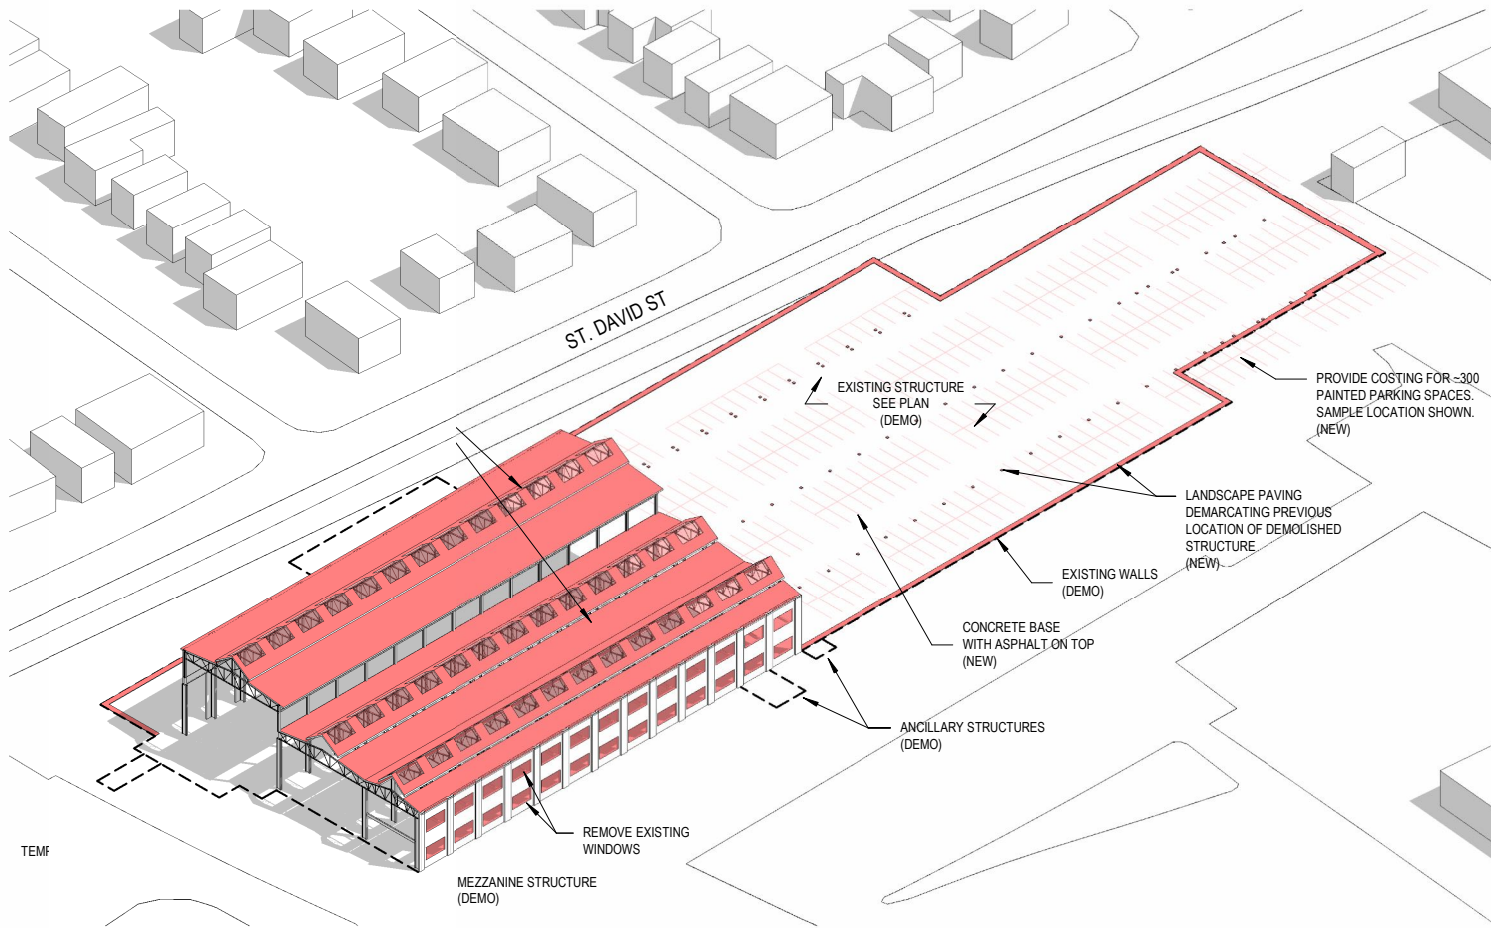 ST. DAVID ST
EXISTING STRUCTURE
SEE PLAN
(DEMO)
PROVIDE COSTING FOR ~300
PAINTED PARKING SPACES.
SAMPLE LOCATION SHOWN.
(NEW)
LANDSCAPE PAVING
DEMARCATING PREVIOUS
LOCATION OF DEMOLISHED
STRUCTURE
(NEW)
EXISTING WALLS
(DEMO)
CONCRETE BASE
WITH ASPHALT ON TOP
(NEW)
ANCILLARY STRUCTURES
(DEMO)
REMOVE EXISTING
WINDOWS
MEZZANINE STRUCTURE
(DEMO)